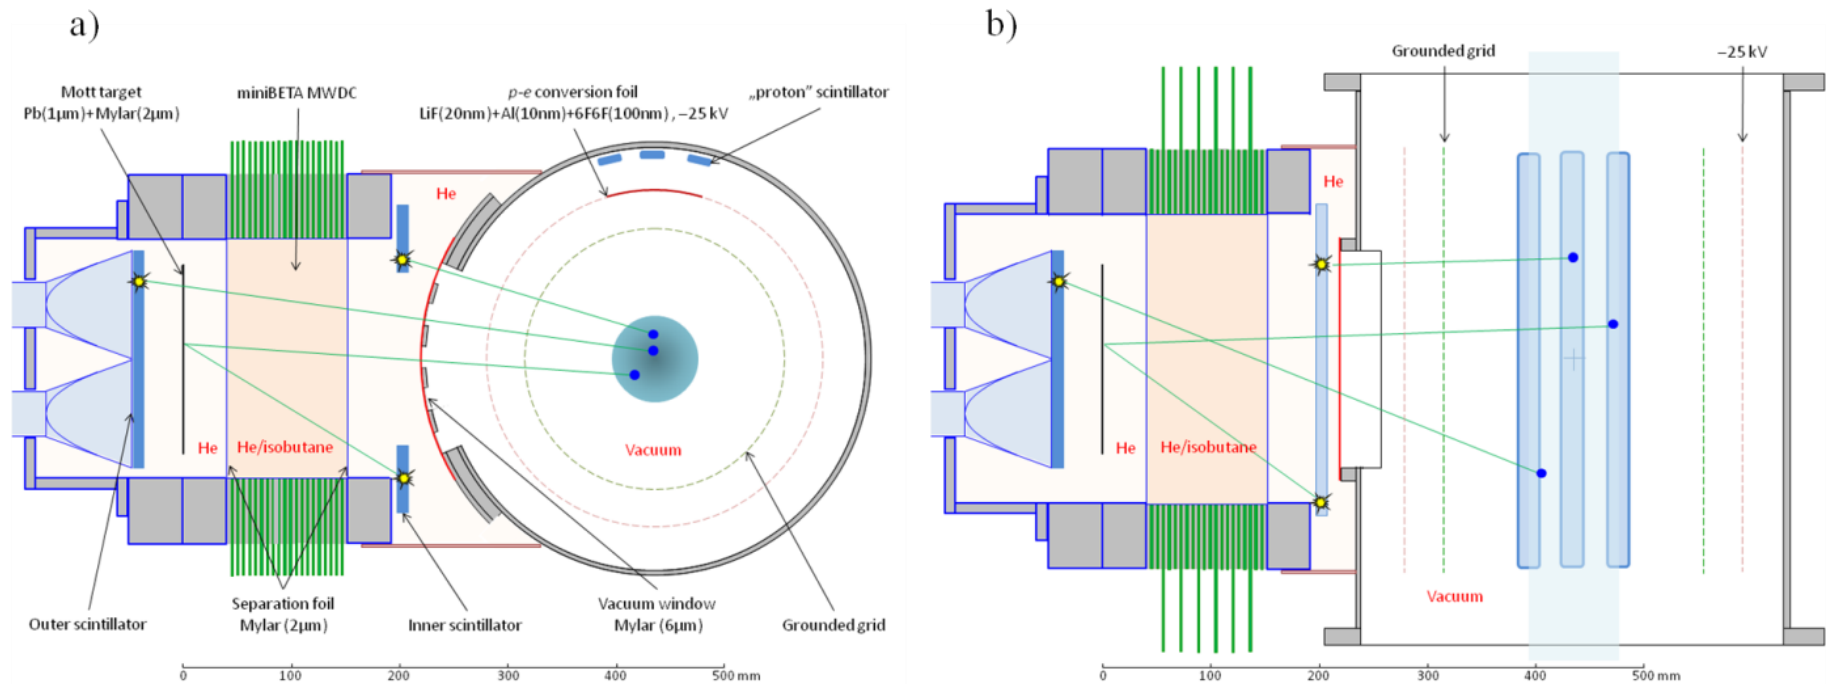 a)
Mott target
Pb(1μm)+Mylar(2μm)
miniBETA MWDC
p-e conversion foil
LiF(20nm)+Al(10nm)+6F6F(100nm), −25 kV
„proton” scintillator
He
He
He/isobutane
Vacuum
Outer scintillator
Separation foil
Mylar (2μm)
Inner scintillator
Vacuum window
Mylar (6μm)
Grounded grid
0 100 200 300 400 500 mm
b)
Grounded grid
−25 kV
He
He
He/isobutane
Vacuum
0 100 200 300 400 500 mm